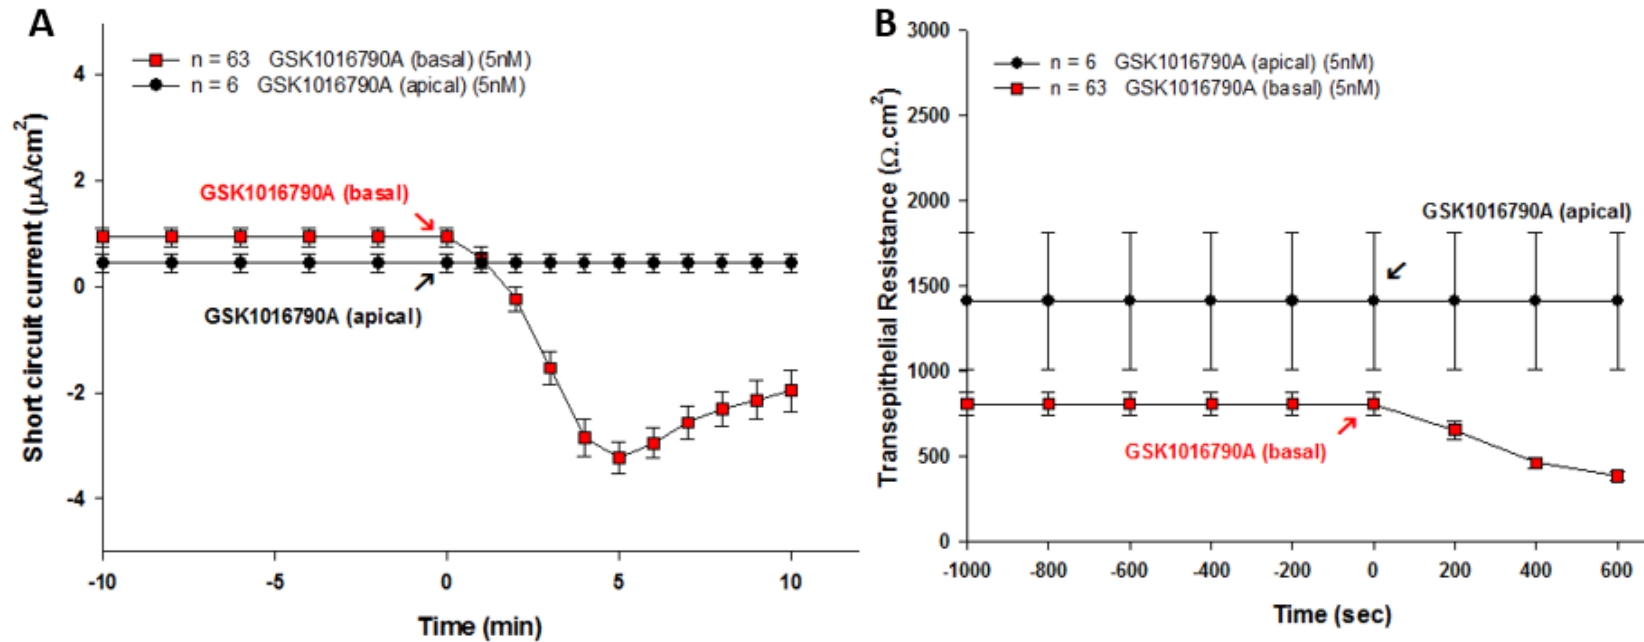 A
n = 63 GSK1016790A (basal) (5nM)
n = 6 GSK1016790A (apical) (5nM)
4
2
0
-2
-4
Short circuit current (μA/cm²)
GSK1016790A (basal)
GSK1016790A (apical)
-10 -5 0 5 10
Time (min)
B
n = 6 GSK1016790A (apical) (5nM)
n = 63 GSK1016790A (basal) (5nM)
3000
2500
2000
1500
1000
500
0
Transepithelial Resistance (Ω.cm²)
GSK1016790A (apical)
GSK1016790A (basal)
-1000 -800 -600 -400 -200 0 200 400 600
Time (sec)